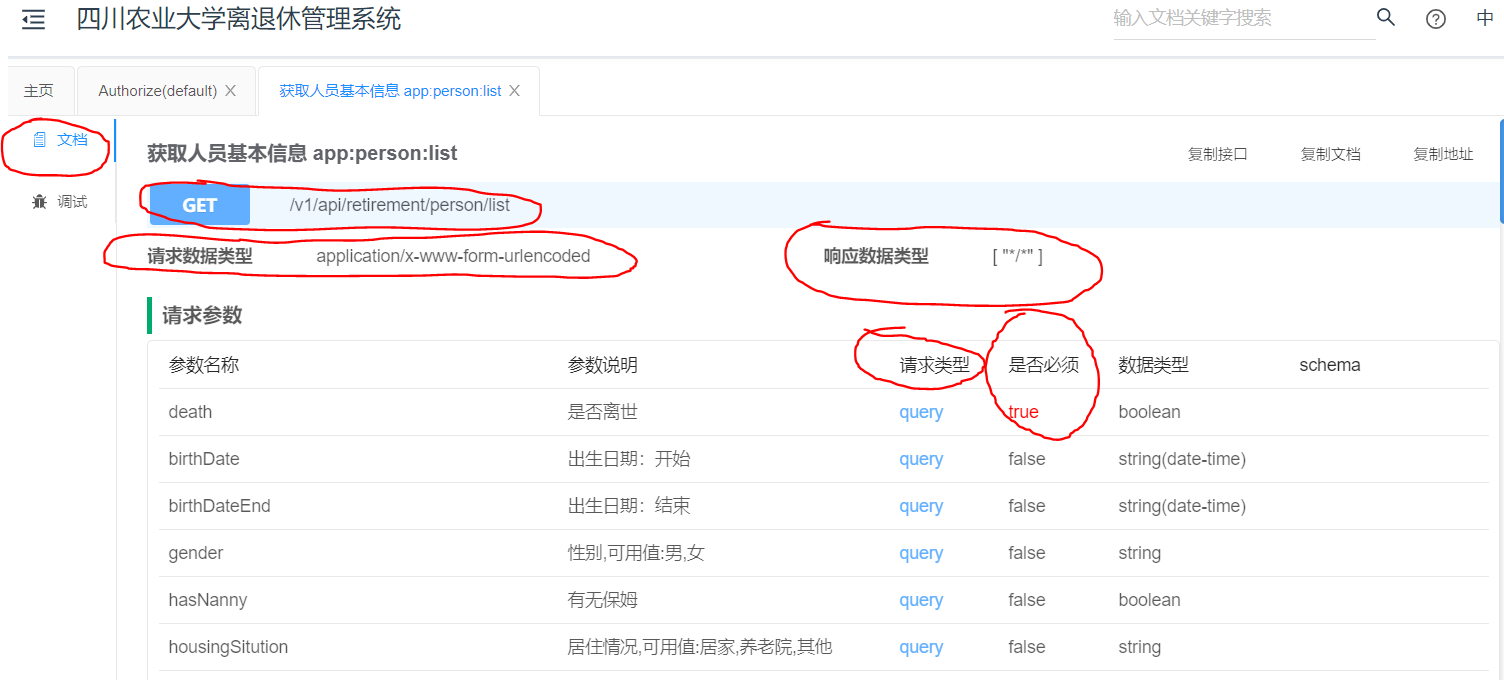 四川农业大学离退休管理系统 输入文档关键字搜索 中
主页 Authorize(default) 获取人员基本信息 app:person:list
文档
获取人员基本信息 app:person:list 复制接口 复制文档 复制地址
调试
GET /v1/api/retirement/person/list
请求数据类型 application/x-www-form-urlencoded 响应数据类型 [ "*/*" ]
请求参数
参数名称 参数说明 请求类型 是否必须 数据类型 schema
death 是否离世 query true boolean
birthDate 出生日期：开始 query false string(date-time)
birthDateEnd 出生日期：结束 query false string(date-time)
gender 性别,可用值:男,女 query false string
hasNanny 有无保姆 query false boolean
housingSitution 居住情况,可用值:居家,养老院,其他 query false string